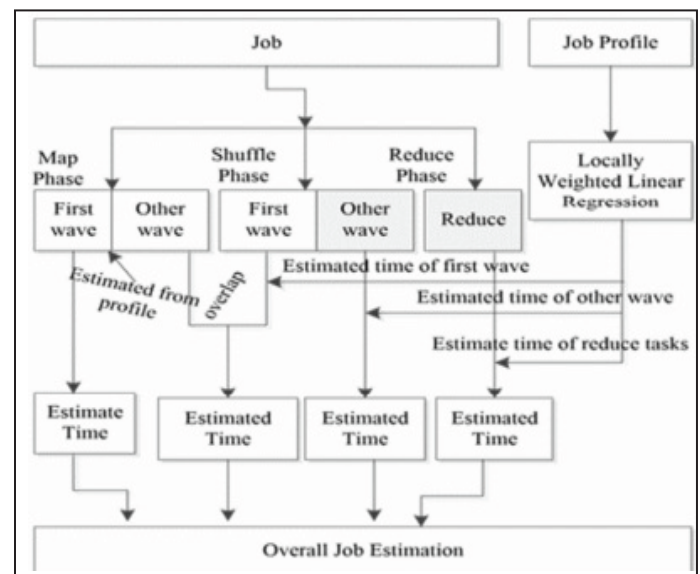 Job
Job Profile
Map
Phase
Shuffle
Phase
Reduce
Phase
Locally
Weighted Linear
Regression
First
wave
Other
wave
First
wave
Other
wave
Reduce
Estimated from
profile
overlap
Estimated time of first wave
Estimated time of other wave
Estimate time of reduce tasks
Estimate
Time
Estimated
Time
Estimated
Time
Estimated
Time
Overall Job Estimation